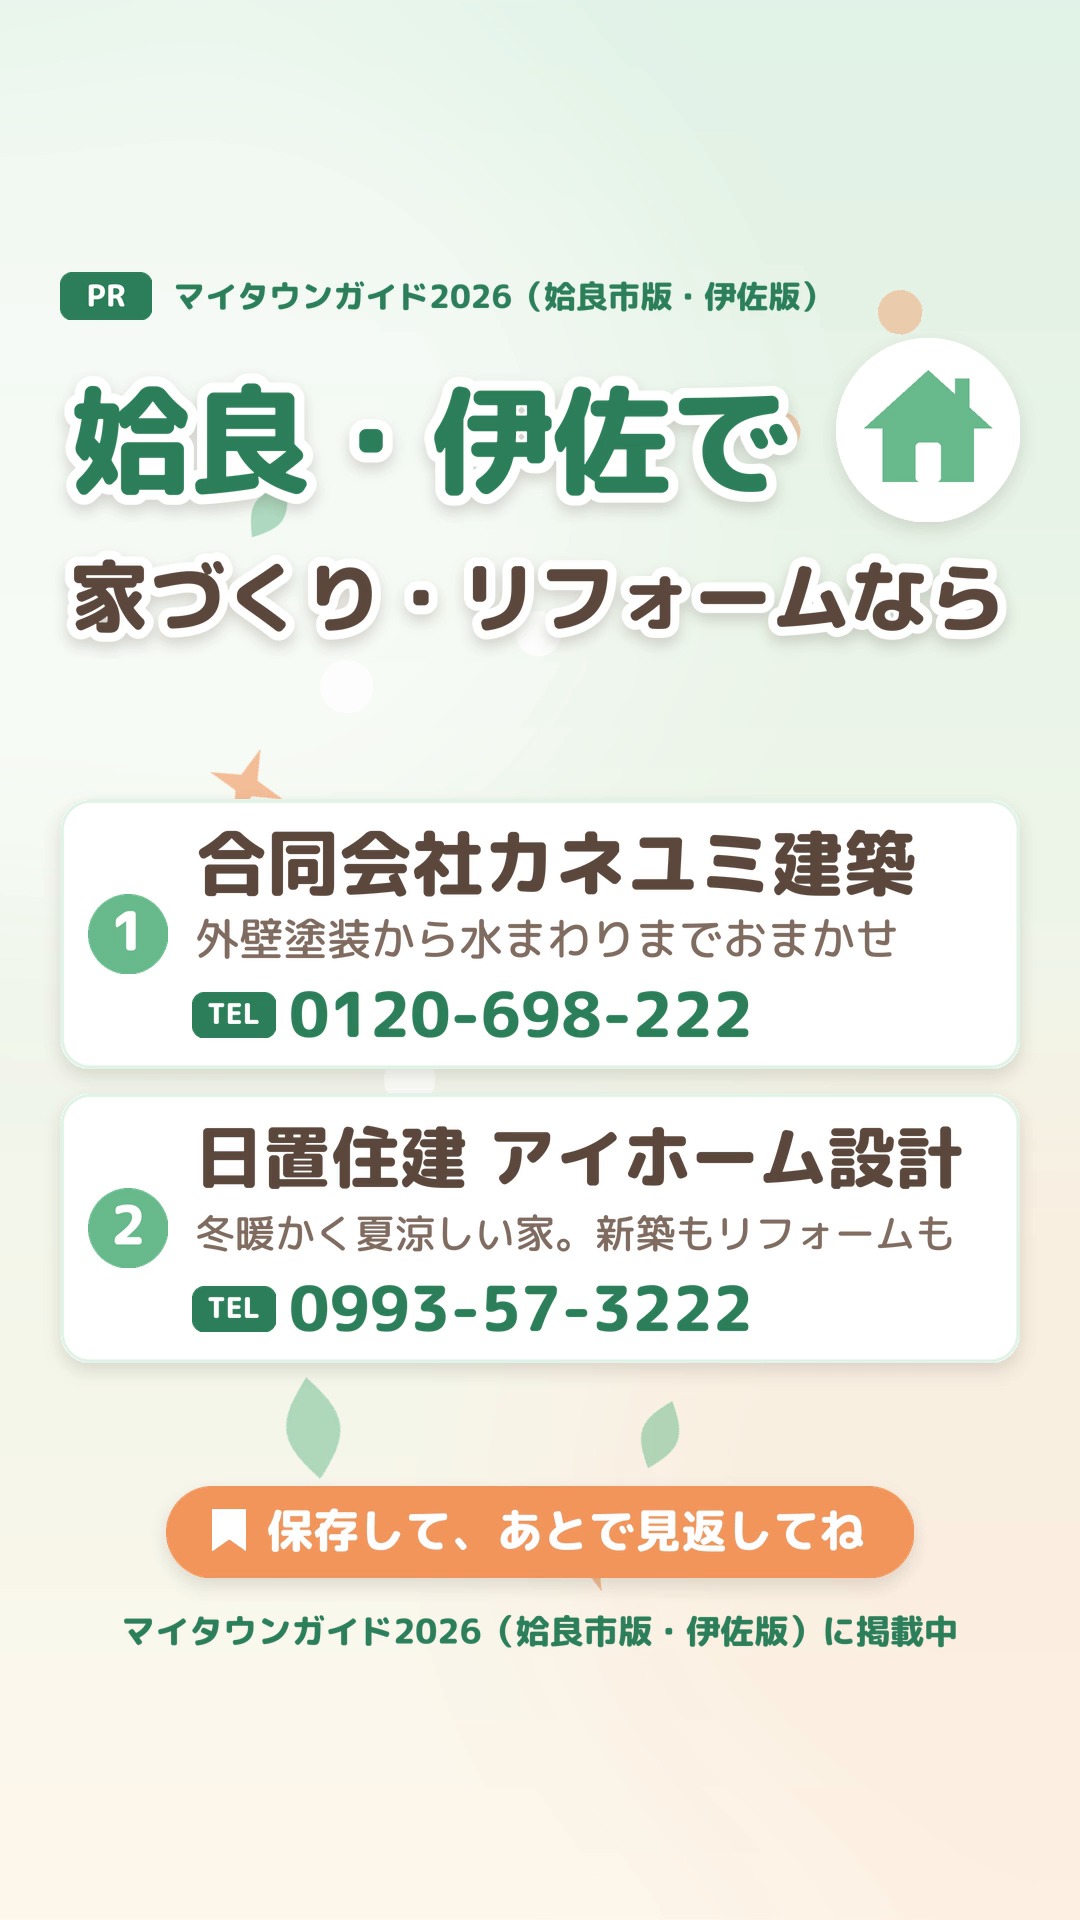 PR マイタウンガイド2026（姶良市版・伊佐版）
姶良・伊佐で
家づくり・リフォームなら
1
合同会社カネユミ建築
外壁塗装から水まわりまでおまかせ
TEL 0120-698-222
2
日置住建 アイホーム設計
冬暖かく夏涼しい家。新築もリフォームも
TEL 0993-57-3222
保存して、あとで見返してね
マイタウンガイド2026（姶良市版・伊佐版）に掲載中